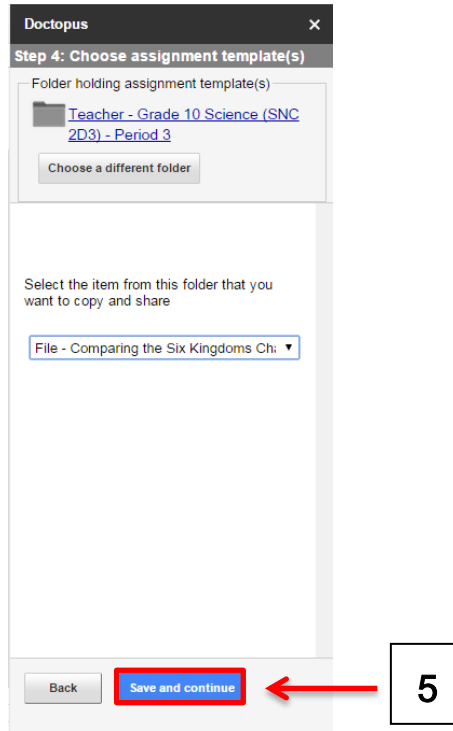 Doctopus ×
Step 4: Choose assignment template(s)
Folder holding assignment template(s)
Teacher - Grade 10 Science (SNC
2D3) - Period 3
Choose a different folder
Select the item from this folder that you
want to copy and share
File - Comparing the Six Kingdoms Cha
Back Save and continue 5